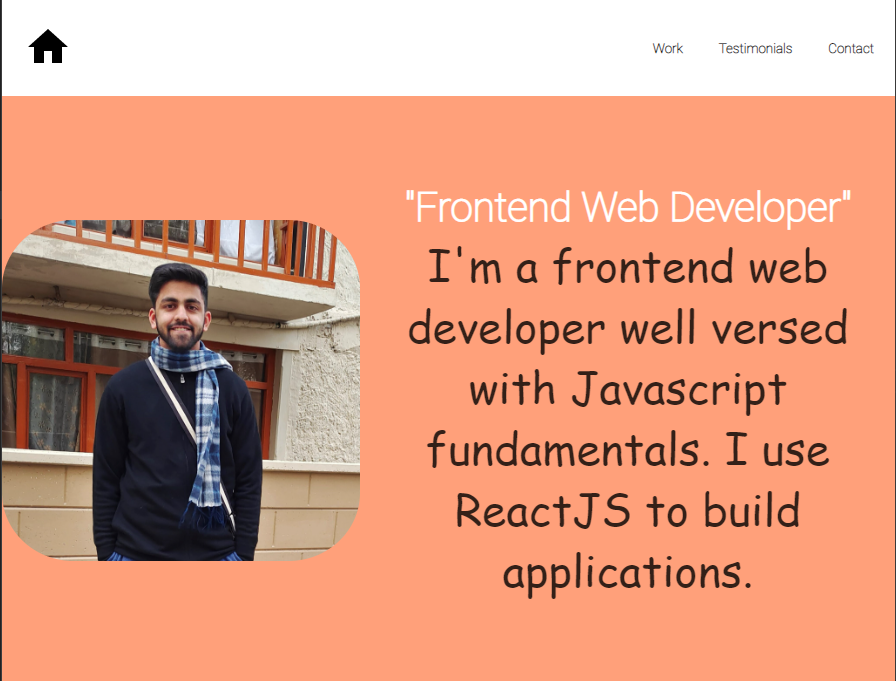 Work Testimonials Contact
"Frontend Web Developer"
I'm a frontend web
developer well versed
with Javascript
fundamentals. I use
ReactJS to build
applications.